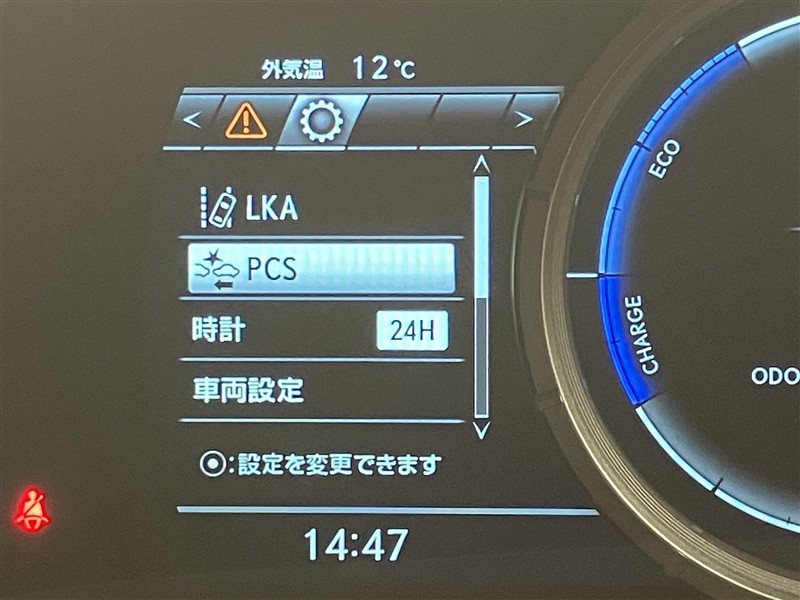 外気温 12℃
LKA
PCS
時計 24H
車両設定
⦿:設定を変更できます
14:47
ECO
CHARGE
ODO